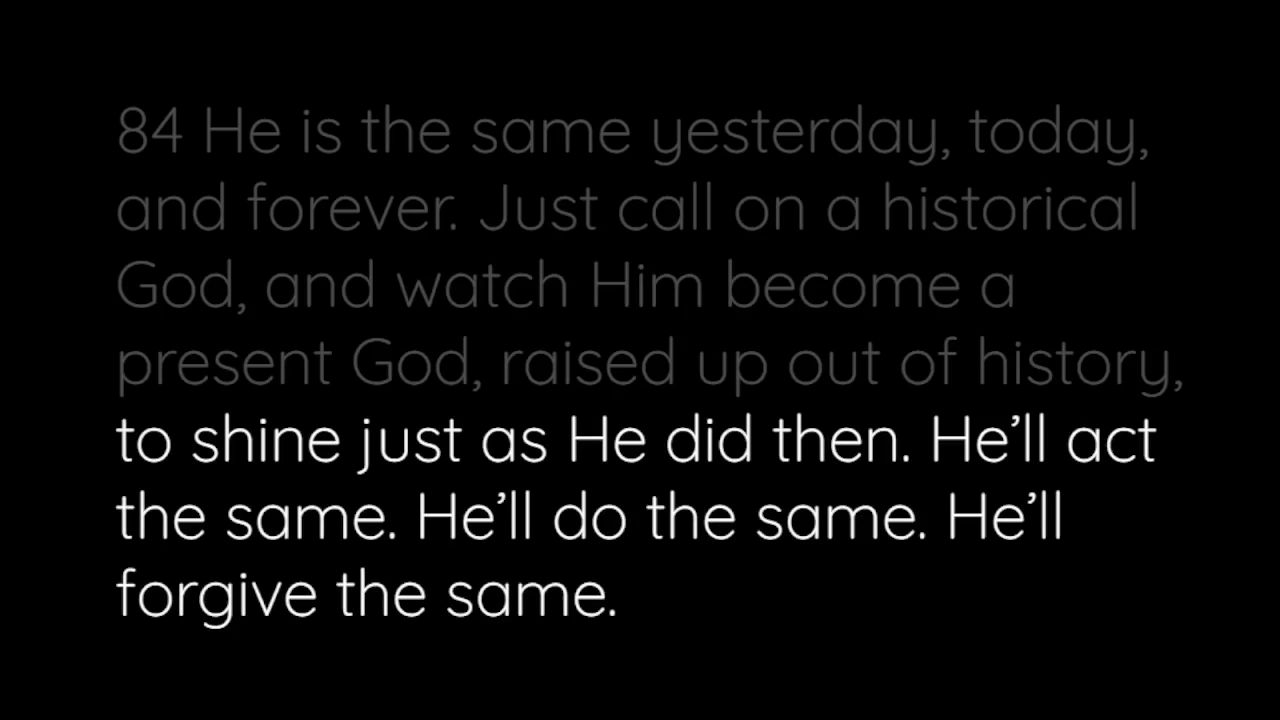 84 He is the same yesterday, today,
and forever. Just call on a historical
God, and watch Him become a
present God, raised up out of history,
to shine just as He did then. He’ll act
the same. He’ll do the same. He’ll
forgive the same.